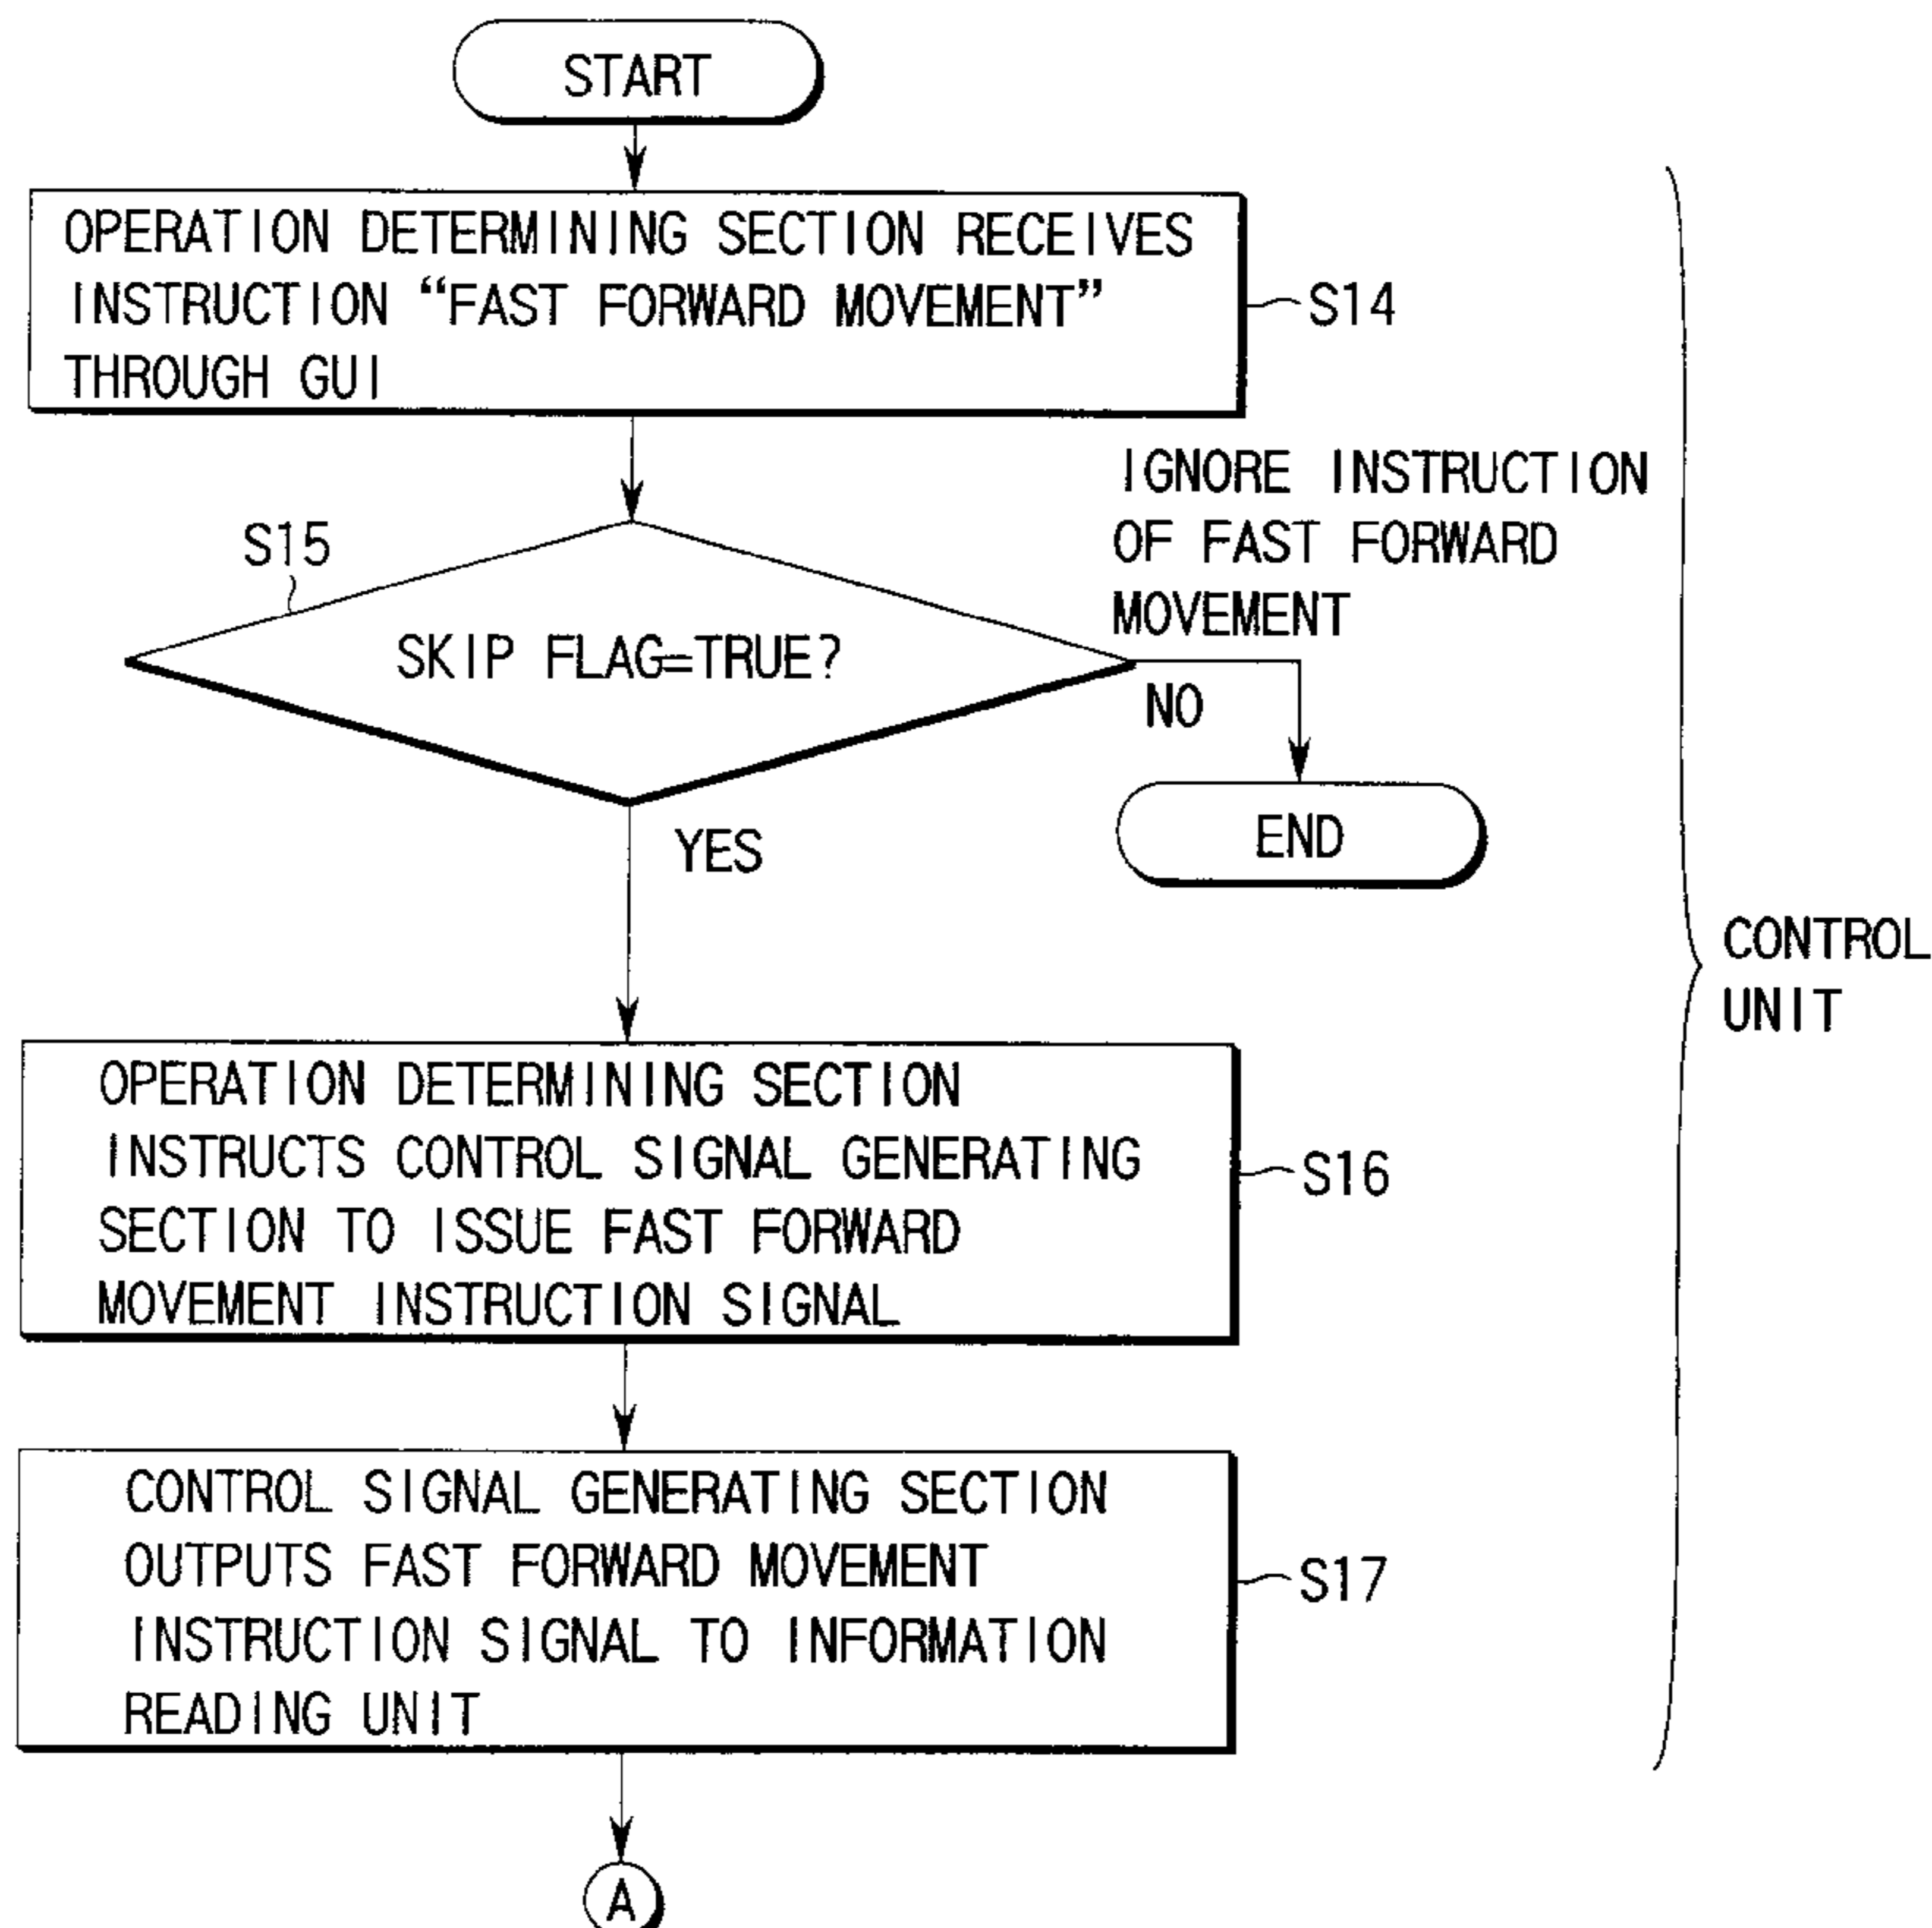 START
OPERATION DETERMINING SECTION RECEIVES
INSTRUCTION “FAST FORWARD MOVEMENT”
THROUGH GUI
S14
IGNORE INSTRUCTION
OF FAST FORWARD
MOVEMENT
S15
SKIP FLAG=TRUE?
NO
END
YES
CONTROL
UNIT
OPERATION DETERMINING SECTION
INSTRUCTS CONTROL SIGNAL GENERATING
SECTION TO ISSUE FAST FORWARD
MOVEMENT INSTRUCTION SIGNAL
S16
CONTROL SIGNAL GENERATING SECTION
OUTPUTS FAST FORWARD MOVEMENT
INSTRUCTION SIGNAL TO INFORMATION
READING UNIT
S17
A